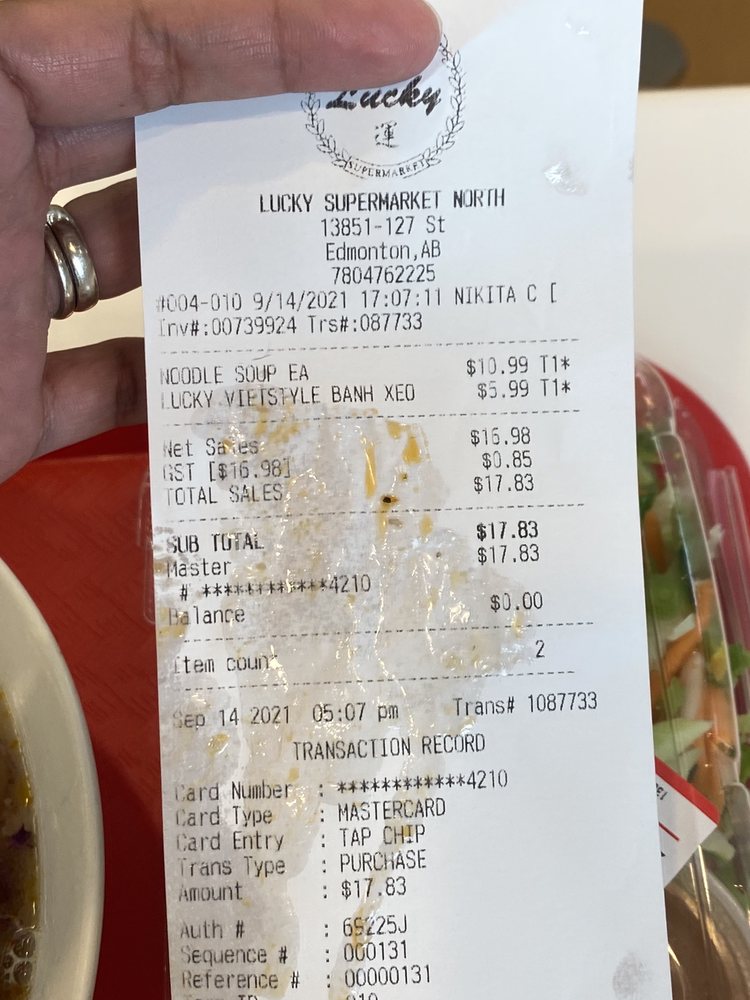 Lucky
運
SUPERMARKET
LUCKY SUPERMARKET NORTH
13851-127 St
Edmonton,AB
7804762225
#004-010 9/14/2021 17:07:11 NIKITA C [
Inv#:00739924 Trs#:087733
NOODLE SOUP EA $10.99 T1*
LUCKY VIETSTYLE BANH XEO $5.99 T1*
Net Sales $16.98
GST [$16.98] $0.85
TOTAL SALES $17.83
SUB TOTAL $17.83
Master $17.83
# ************4210
Balance $0.00
Item count 2
Sep 14 2021 05:07 pm Trans# 1087733
TRANSACTION RECORD
Card Number : ************4210
Card Type : MASTERCARD
Card Entry : TAP CHIP
Trans Type : PURCHASE
Amount : $17.83
Auth # : 69225J
Sequence # : 000131
Reference # : 00000131